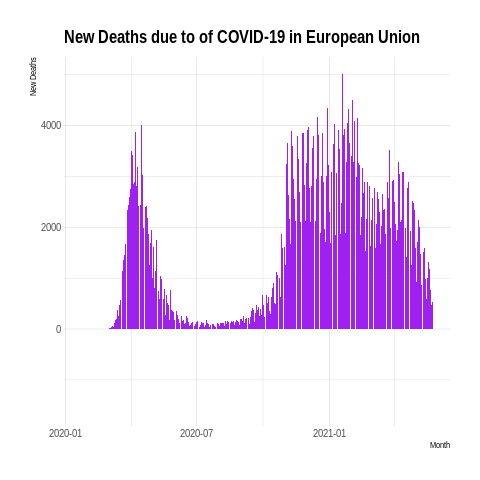 New Deaths due to of COVID-19 in European Union
New Deaths
4000
2000
0
2020-01
2020-07
2021-01
Month